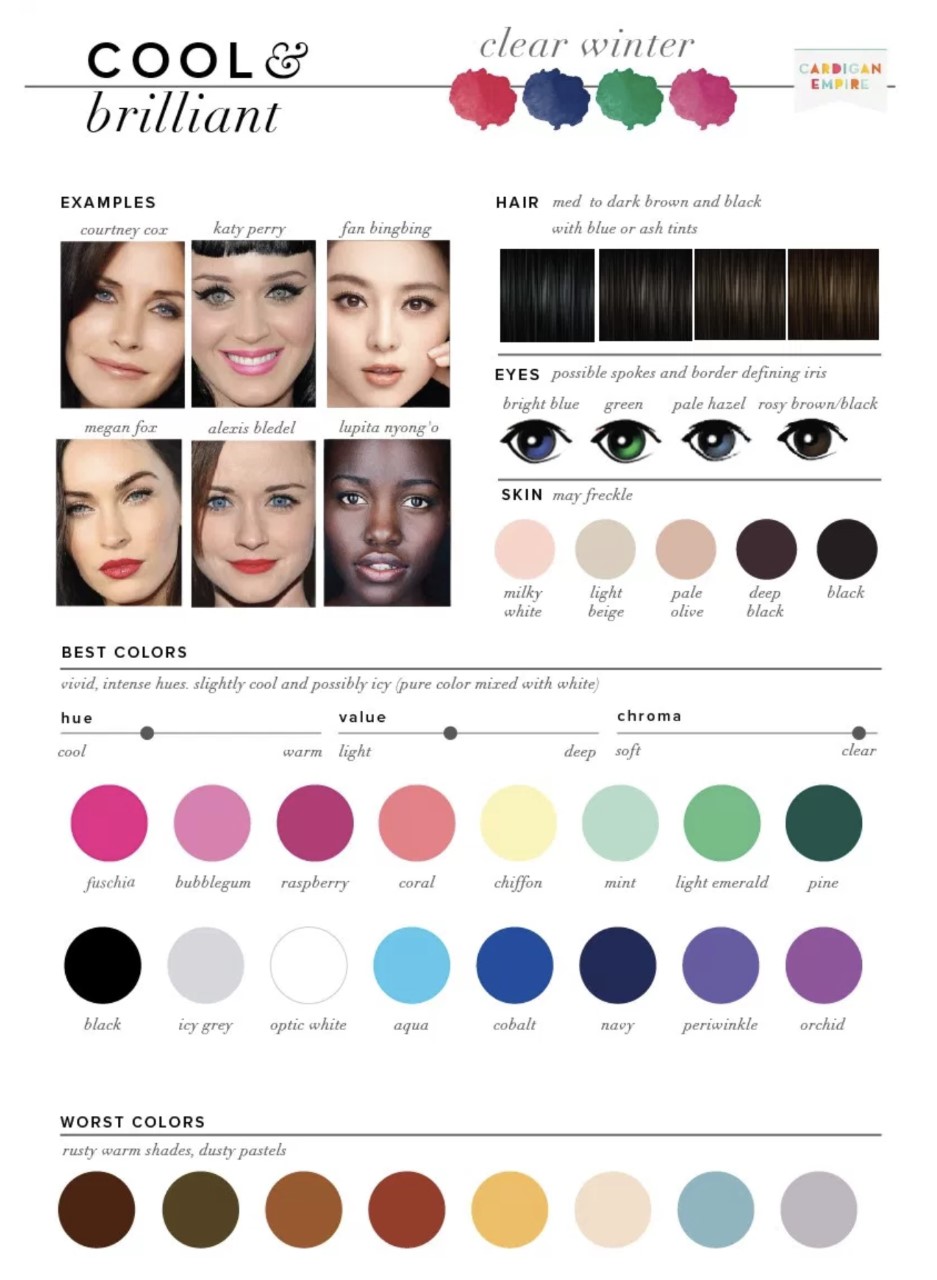 COOL &
brilliant
clear winter
CARDIGAN
EMPIRE
EXAMPLES
courtney cox
katy perry
fan bingbing
megan fox
alexis bledel
lupita nyong'o
HAIR med to dark brown and black
with blue or ash tints
EYES possible spokes and border defining iris
bright blue green pale hazel rosy brown/black
SKIN may freckle
milky
white
light
beige
pale
olive
deep
black
black
BEST COLORS
vivid, intense hues. slightly cool and possibly icy (pure color mixed with white)
hue
cool warm
value
light deep
chroma
soft clear
fuschia bubblegum raspberry coral chiffon mint light emerald pine
black icy grey optic white aqua cobalt navy periwinkle orchid
WORST COLORS
rusty warm shades, dusty pastels